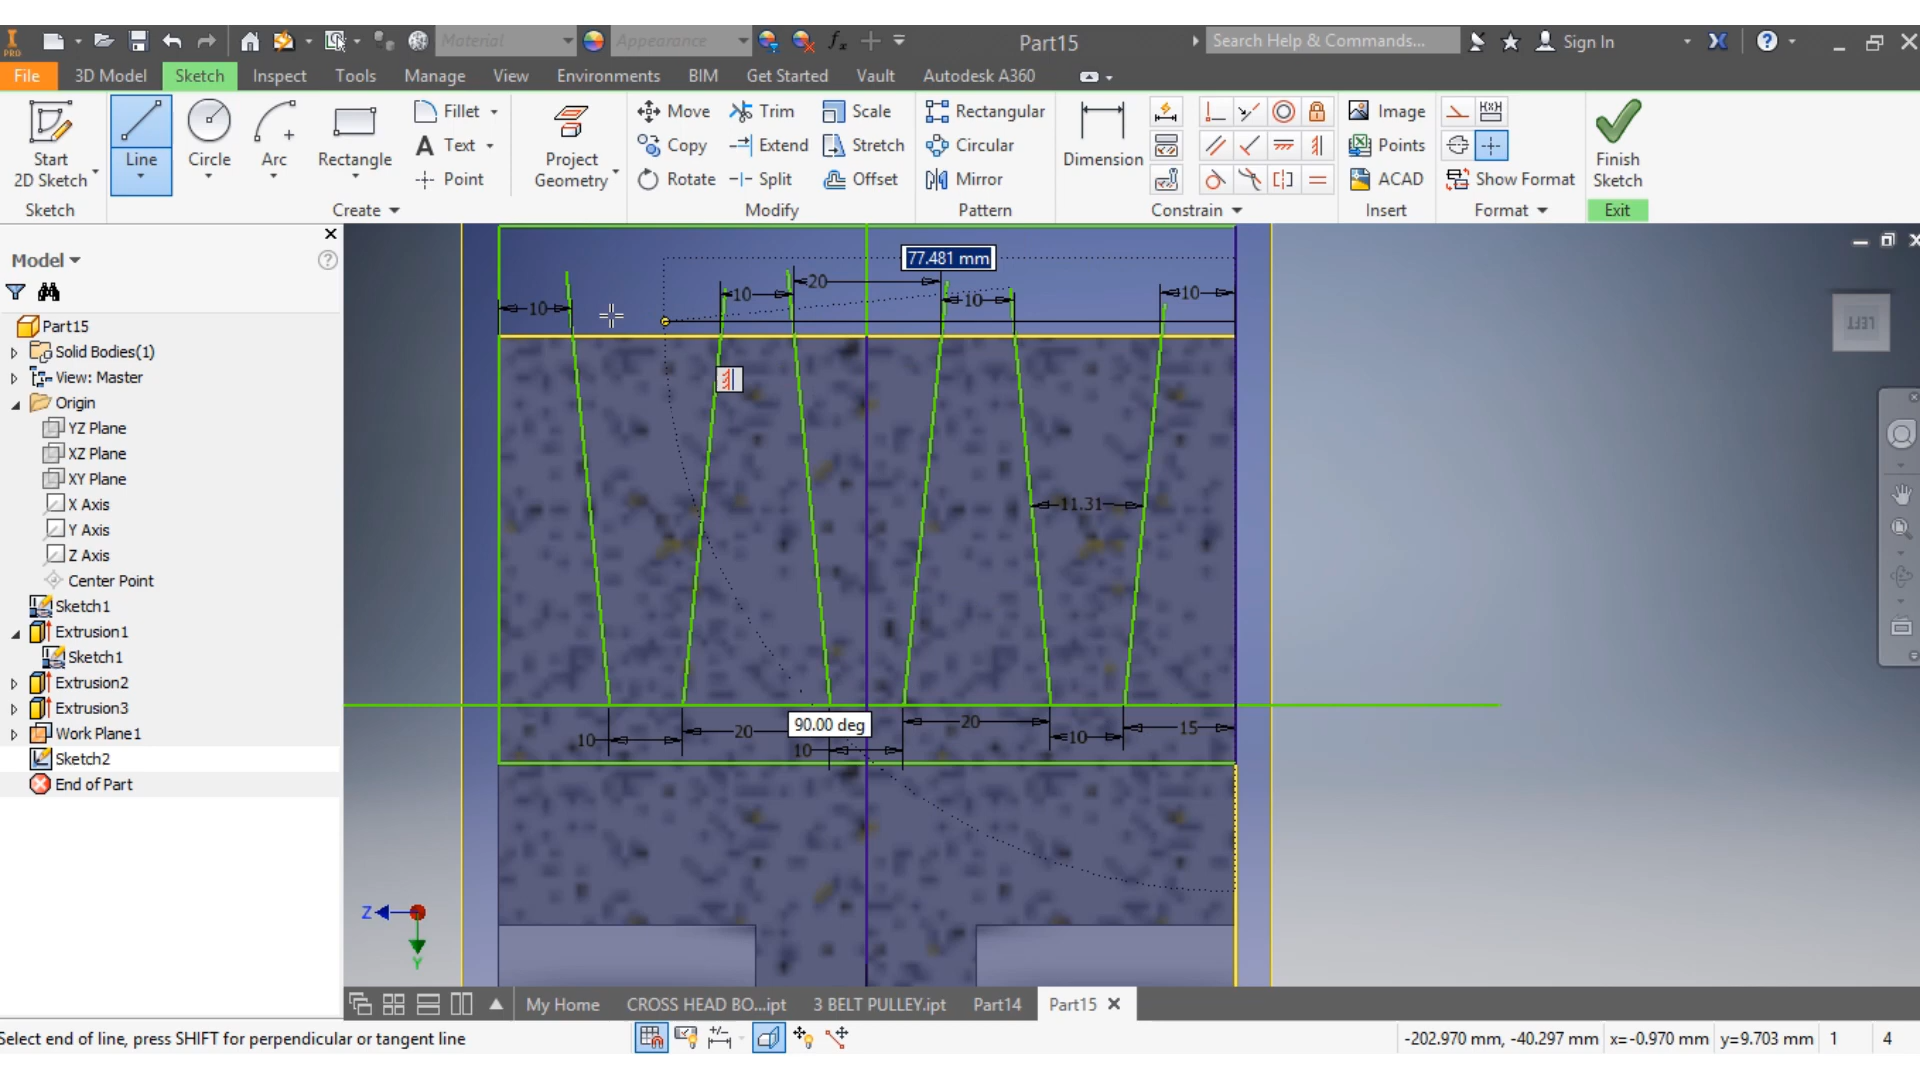 PRO Material Appearance fx Part15 Search Help & Commands... Sign In
File 3D Model Sketch Inspect Tools Manage View Environments BIM Get Started Vault Autodesk A360
Start 2D Sketch
Line
Circle
Arc
Rectangle
Fillet
Text
Point
Project Geometry
Move Trim Scale
Copy Extend Stretch
Rotate Split Offset
Rectangular
Circular
Mirror
Dimension
Image
Points
ACAD
Show Format
Finish Sketch
Sketch Create Modify Pattern Constrain Insert Format Exit
Model
Part15
Solid Bodies(1)
View: Master
Origin
YZ Plane
XZ Plane
XY Plane
X Axis
Y Axis
Z Axis
Center Point
Sketch1
Extrusion1
Sketch1
Extrusion2
Extrusion3
Work Plane1
Sketch2
End of Part
77.481 mm
20
10 10 10 10
LEFT
11.31
90.00 deg
10 20 10 20 10 15
Z
Y
My Home CROSS HEAD BO...ipt 3 BELT PULLEY.ipt Part14 Part15
Select end of line, press SHIFT for perpendicular or tangent line
-202.970 mm, -40.297 mm x=-0.970 mm y=9.703 mm 1 4